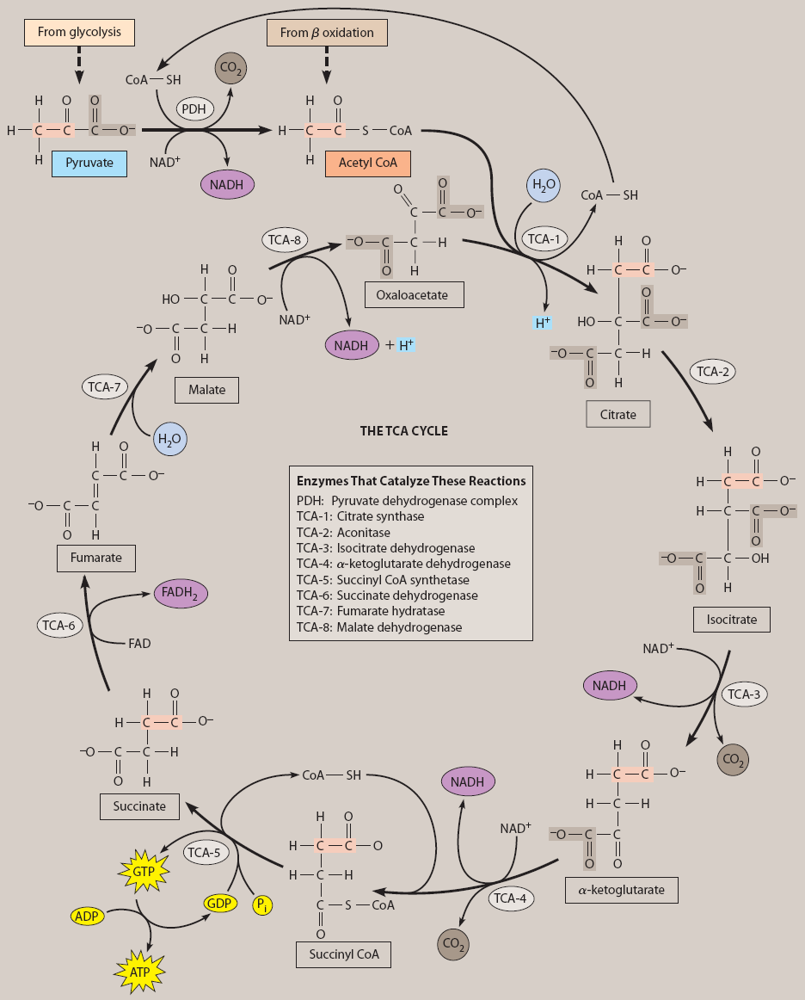 From glycolysis
From β oxidation
CoA — SH
CO2
PDH
H O O
H — C — C — C — O−
H
Pyruvate
NAD+
NADH
H O
H — C — C — S — CoA
H
Acetyl CoA
H2O
CoA — SH
TCA-1
H+
O O
C — C — O−
−O — C — C — H
O H
Oxaloacetate
TCA-8
NAD+
NADH + H+
H O
H — C — C — O−
O
HO — C — C — O−
−O — C — C — H
O H
Citrate
TCA-2
H O
HO — C — C — O−
−O — C — C — H
O H
Malate
TCA-7
H2O
THE TCA CYCLE
Enzymes That Catalyze These Reactions
PDH: Pyruvate dehydrogenase complex
TCA-1: Citrate synthase
TCA-2: Aconitase
TCA-3: Isocitrate dehydrogenase
TCA-4: α-ketoglutarate dehydrogenase
TCA-5: Succinyl CoA synthetase
TCA-6: Succinate dehydrogenase
TCA-7: Fumarate hydratase
TCA-8: Malate dehydrogenase
H O
H — C — C — O−
H — C — C — O−
O
−O — C — C — OH
O H
Isocitrate
NAD+
NADH
TCA-3
CO2
H O
C — C — O−
−O — C — C
O H
Fumarate
FADH2
TCA-6
FAD
H O
H — C — C — O−
H — C — H
−O — C — C
O O
α-ketoglutarate
NADH
NAD+
TCA-4
CO2
H O
H — C — C — O−
−O — C — C — H
O H
Succinate
CoA — SH
H O
H — C — C — O
H — C — H
C — S — CoA
O
Succinyl CoA
TCA-5
GTP
GDP
Pi
ADP
ATP